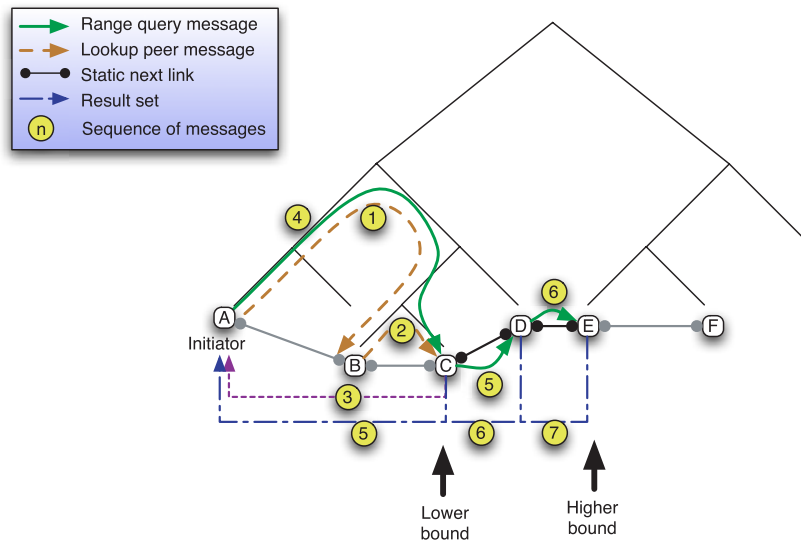 Range query message
Lookup peer message
Static next link
Result set
n Sequence of messages
4 1
A
Initiator
2
6
D E F
B C
3
5
5 6 7
Lower
bound
Higher
bound